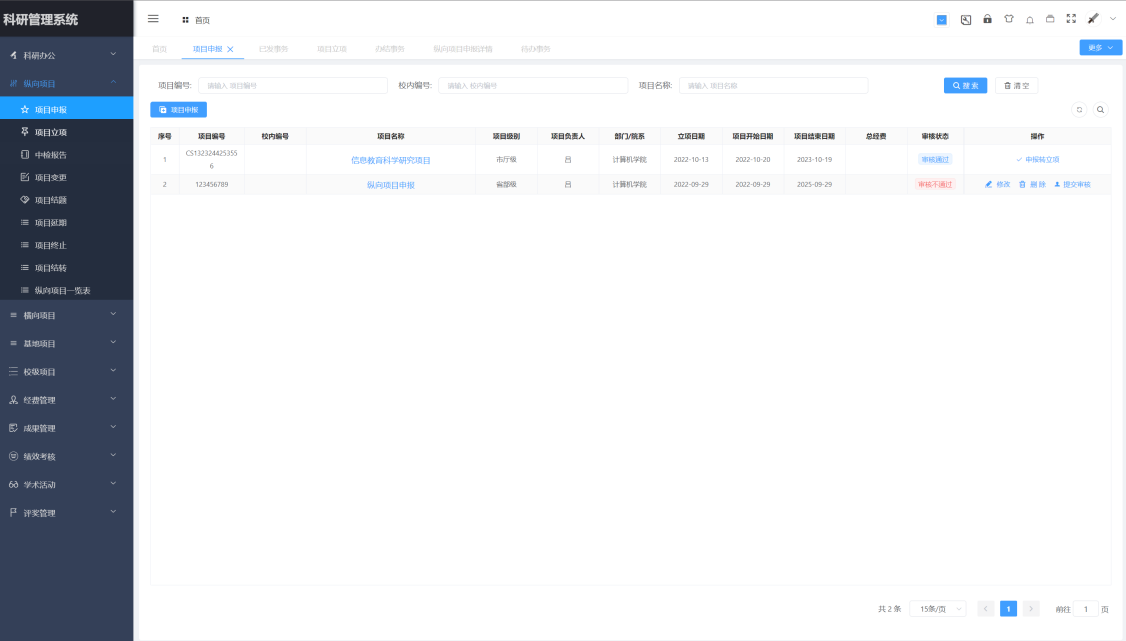 科研管理系统
首页
科研办公
纵向项目
项目申报
项目立项
中检报告
项目变更
项目结题
项目延期
项目终止
项目结转
纵向项目一览表
横向项目
基地项目
校级项目
经费管理
成果管理
绩效考核
学术活动
评奖管理
首页 项目申报 已发事务 项目立项 办结事务 纵向项目申报详情 待办事务 更多
项目编号: 请输入 项目编号 校内编号: 请输入 校内编号 项目名称: 请输入 项目名称 搜 索 清 空
项目申报
序号 项目编号 校内编号 项目名称 项目级别 项目负责人 部门/院系 立项日期 项目开始日期 项目结束日期 总经费 审核状态 操作
1 CS1323244253556 信息教育科学研究项目 市厅级 吕 计算机学院 2022-10-13 2022-10-20 2023-10-19 审核通过 申报转立项
2 123456789 纵向项目申报 省部级 吕 计算机学院 2022-09-29 2022-09-29 2025-09-29 审核不通过 修改 删 除 提交审核
共 2 条 15条/页 1 前往 1 页